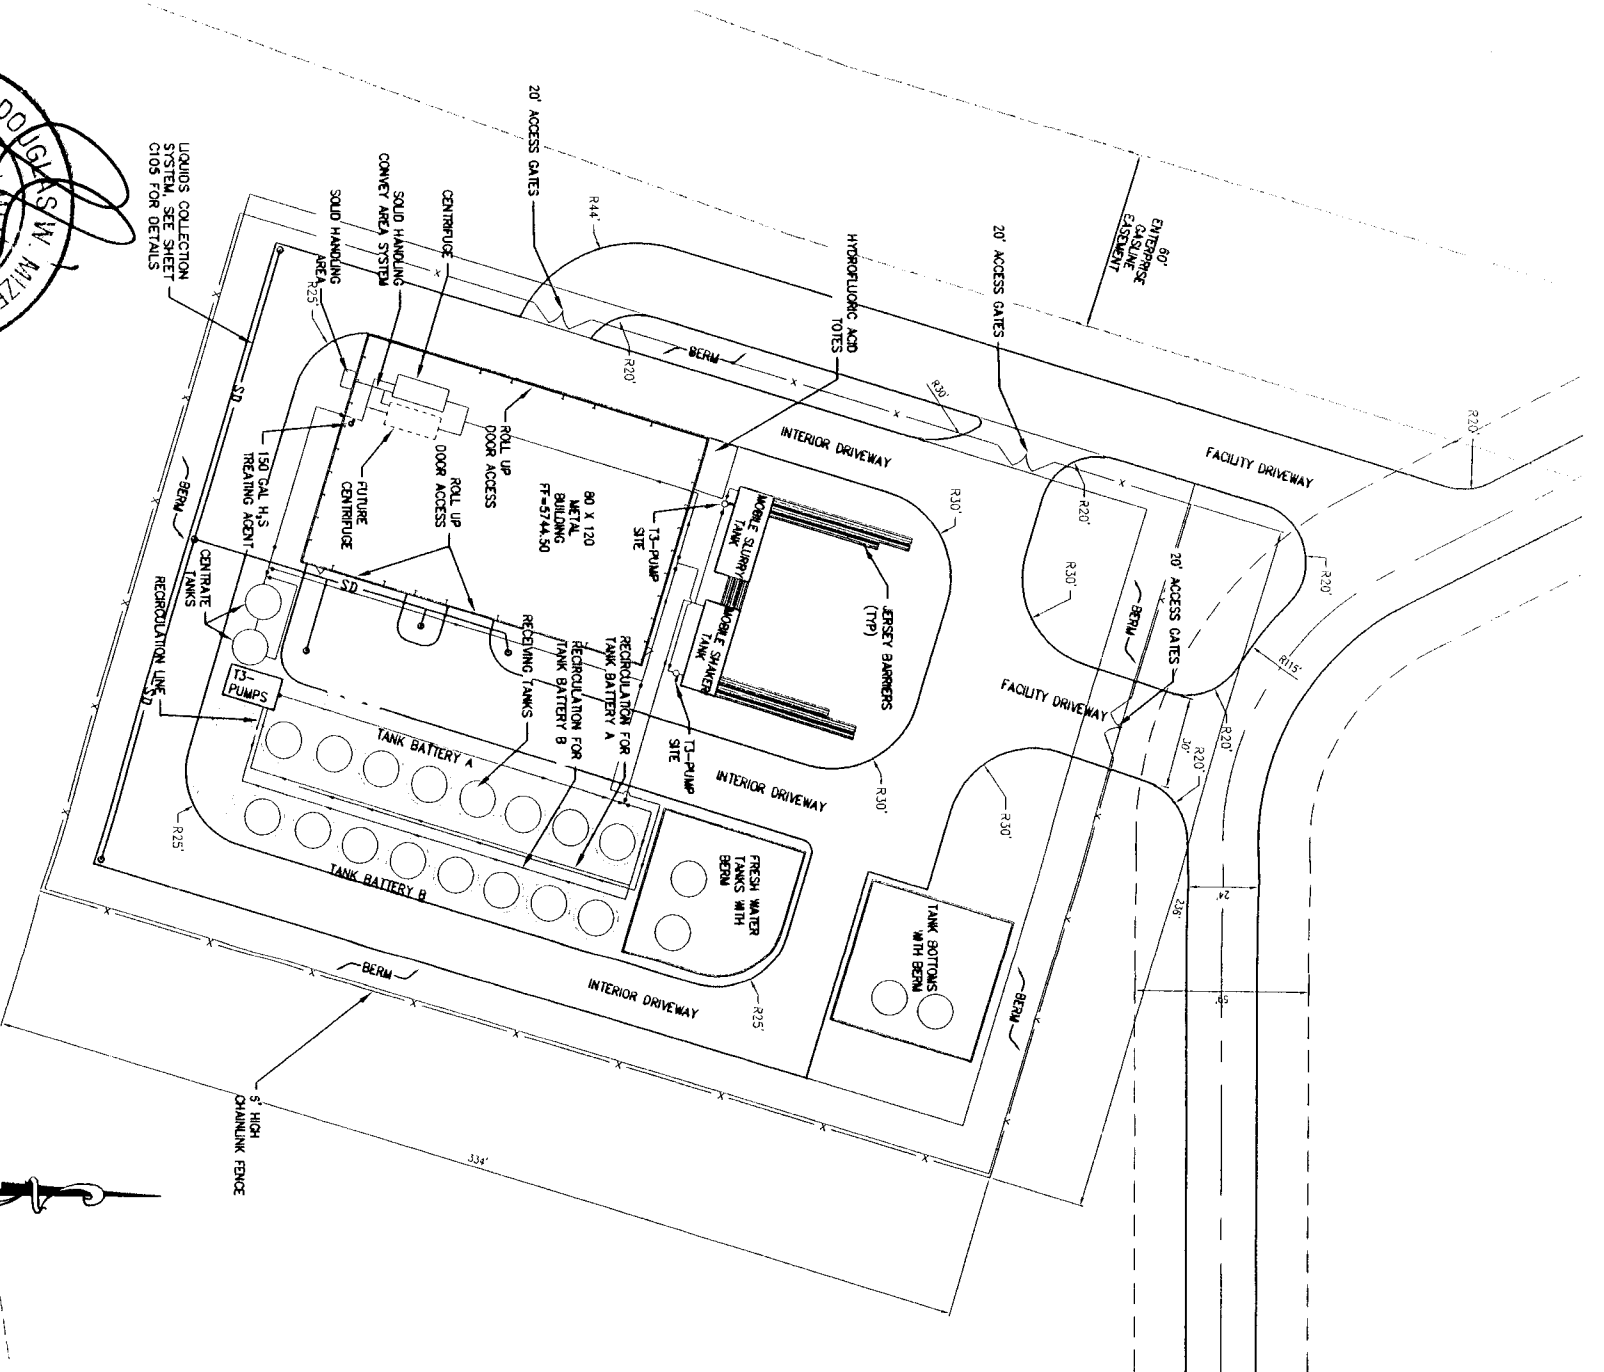 DOUGLAS W. MIZE
LIQUIDS COLLECTION
SYSTEM, SEE SHEET
C105 FOR DETAILS
SOLID HANDLING
AREA
R25'
SOLID HANDLING
CONVEY AREA SYSTEM
CENTRIFUGE
20' ACCESS GATES
R44'
R20'
BERM
HYDROFLUORIC ACID
TOTES
20' ACCESS GATES
R30'
60'
ENTERPRISE
GASLINE
EASEMENT
INTERIOR DRIVEWAY
FACILITY DRIVEWAY
R20'
R20'
R20'
R30'
R30'
BERM
20' ACCESS GATES
R115'
FACILITY DRIVEWAY
R20'
R20'
30'
24'
236'
ROLL UP
DOOR ACCESS
ROLL UP
DOOR ACCESS
FUTURE
CENTRIFUGE
80 X 120
METAL
BUILDING
FF=5744.50
T3-PUMP
SITE
MOBILE SLURRY
TANK
MOBILE SHAKER
TANK
JERSEY BARRIERS
(TYP)
T3-PUMP
SITE
SD
BERM
150 GAL H₂S
TREATING AGENT
CENTRATE
TANKS
RECIRCULATION LINE
SD
SD
T3-
PUMPS
RECEIVING TANKS
RECIRCULATION FOR
TANK BATTERY B
RECIRCULATION FOR
TANK BATTERY A
TANK BATTERY A
TANK BATTERY B
R25'
INTERIOR DRIVEWAY
R30'
R30'
FRESH WATER
TANKS WITH
BERM
TANK BOTTOMS
WITH BERM
BERM
BERM
INTERIOR DRIVEWAY
R25'
CHAINLINK FENCE
334'